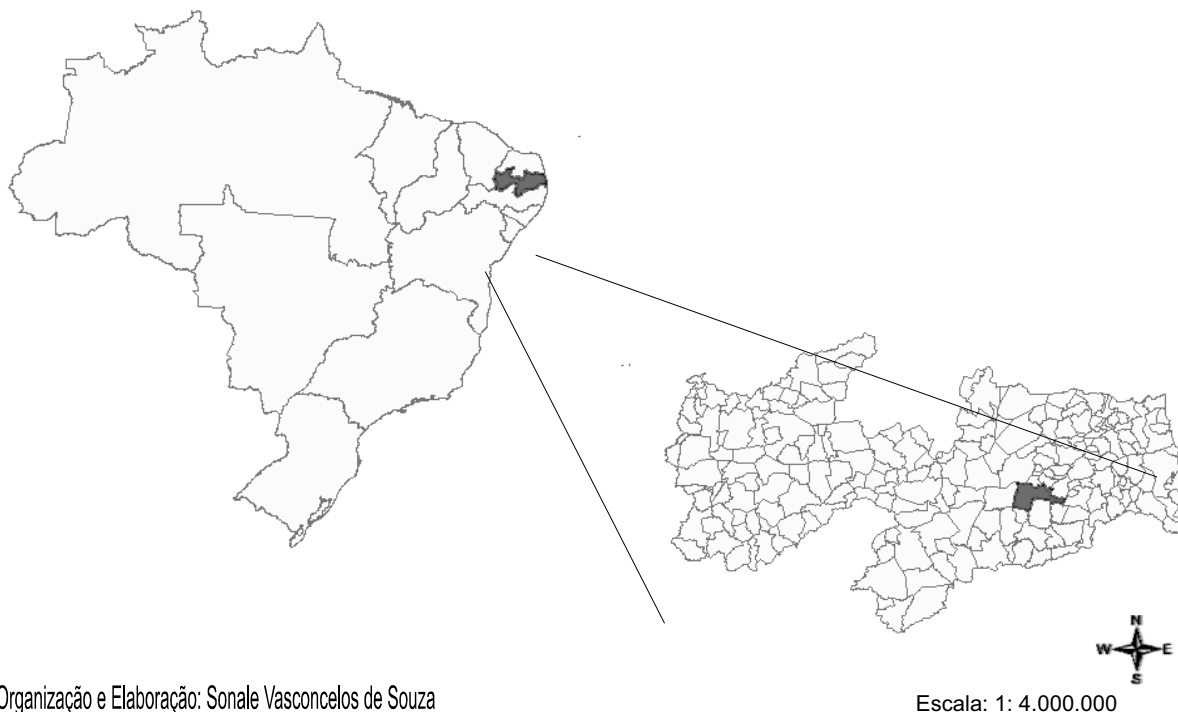 N
W E
S
Organização e Elaboração: Sonale Vasconcelos de Souza
Escala: 1: 4.000.000